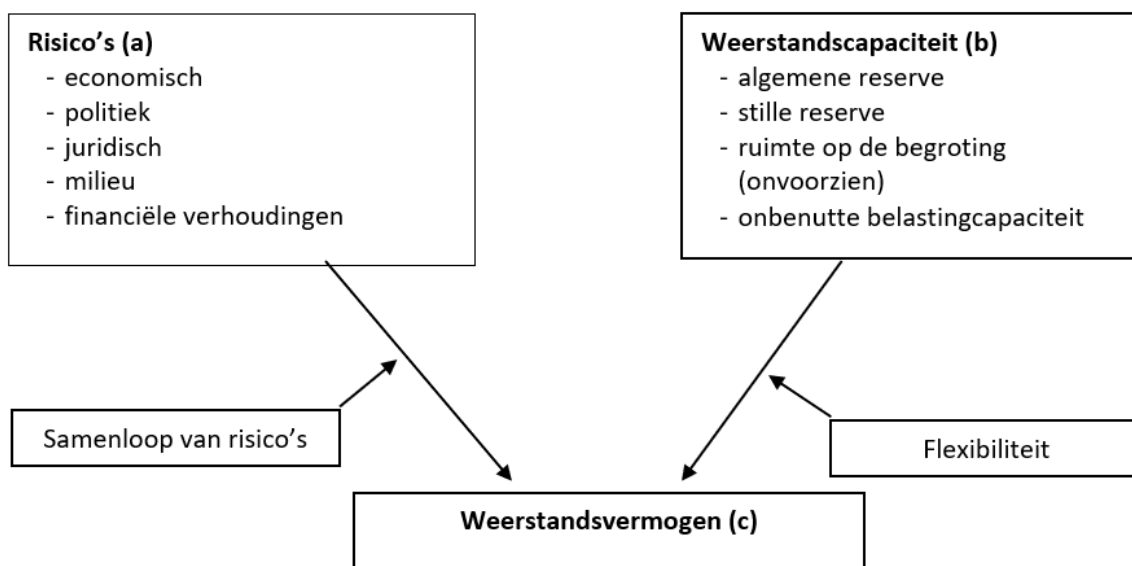 Risico’s (a)
- economisch
- politiek
- juridisch
- milieu
- financiële verhoudingen
Weerstandscapaciteit (b)
- algemene reserve
- stille reserve
- ruimte op de begroting
(onvoorzien)
- onbenutte belastingcapaciteit
Samenloop van risico’s
Flexibiliteit
Weerstandsvermogen (c)